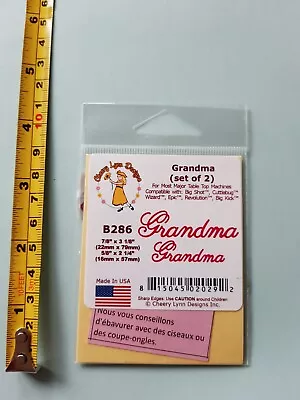 Cheery Lynn Designs
Grandma
(set of 2)
For Most Major Table Top Machines
Compatible with: Big Shot™, Cuttlebug™
Wizard™, Epic™, Revolution™, Big Kick™
B286
7/8" x 3 1/8"
(22mm x 79mm)
5/8" x 2 1/4"
(16mm x 57mm)
Grandma
Grandma
Made In USA
8 15045 02029 2
Sharp Edges: Use CAUTION around Children
© Cheery Lynn Designs Inc.
Nous vous conseillons
d'ébavurer avec des ciseaux ou
des coupe-ongles.